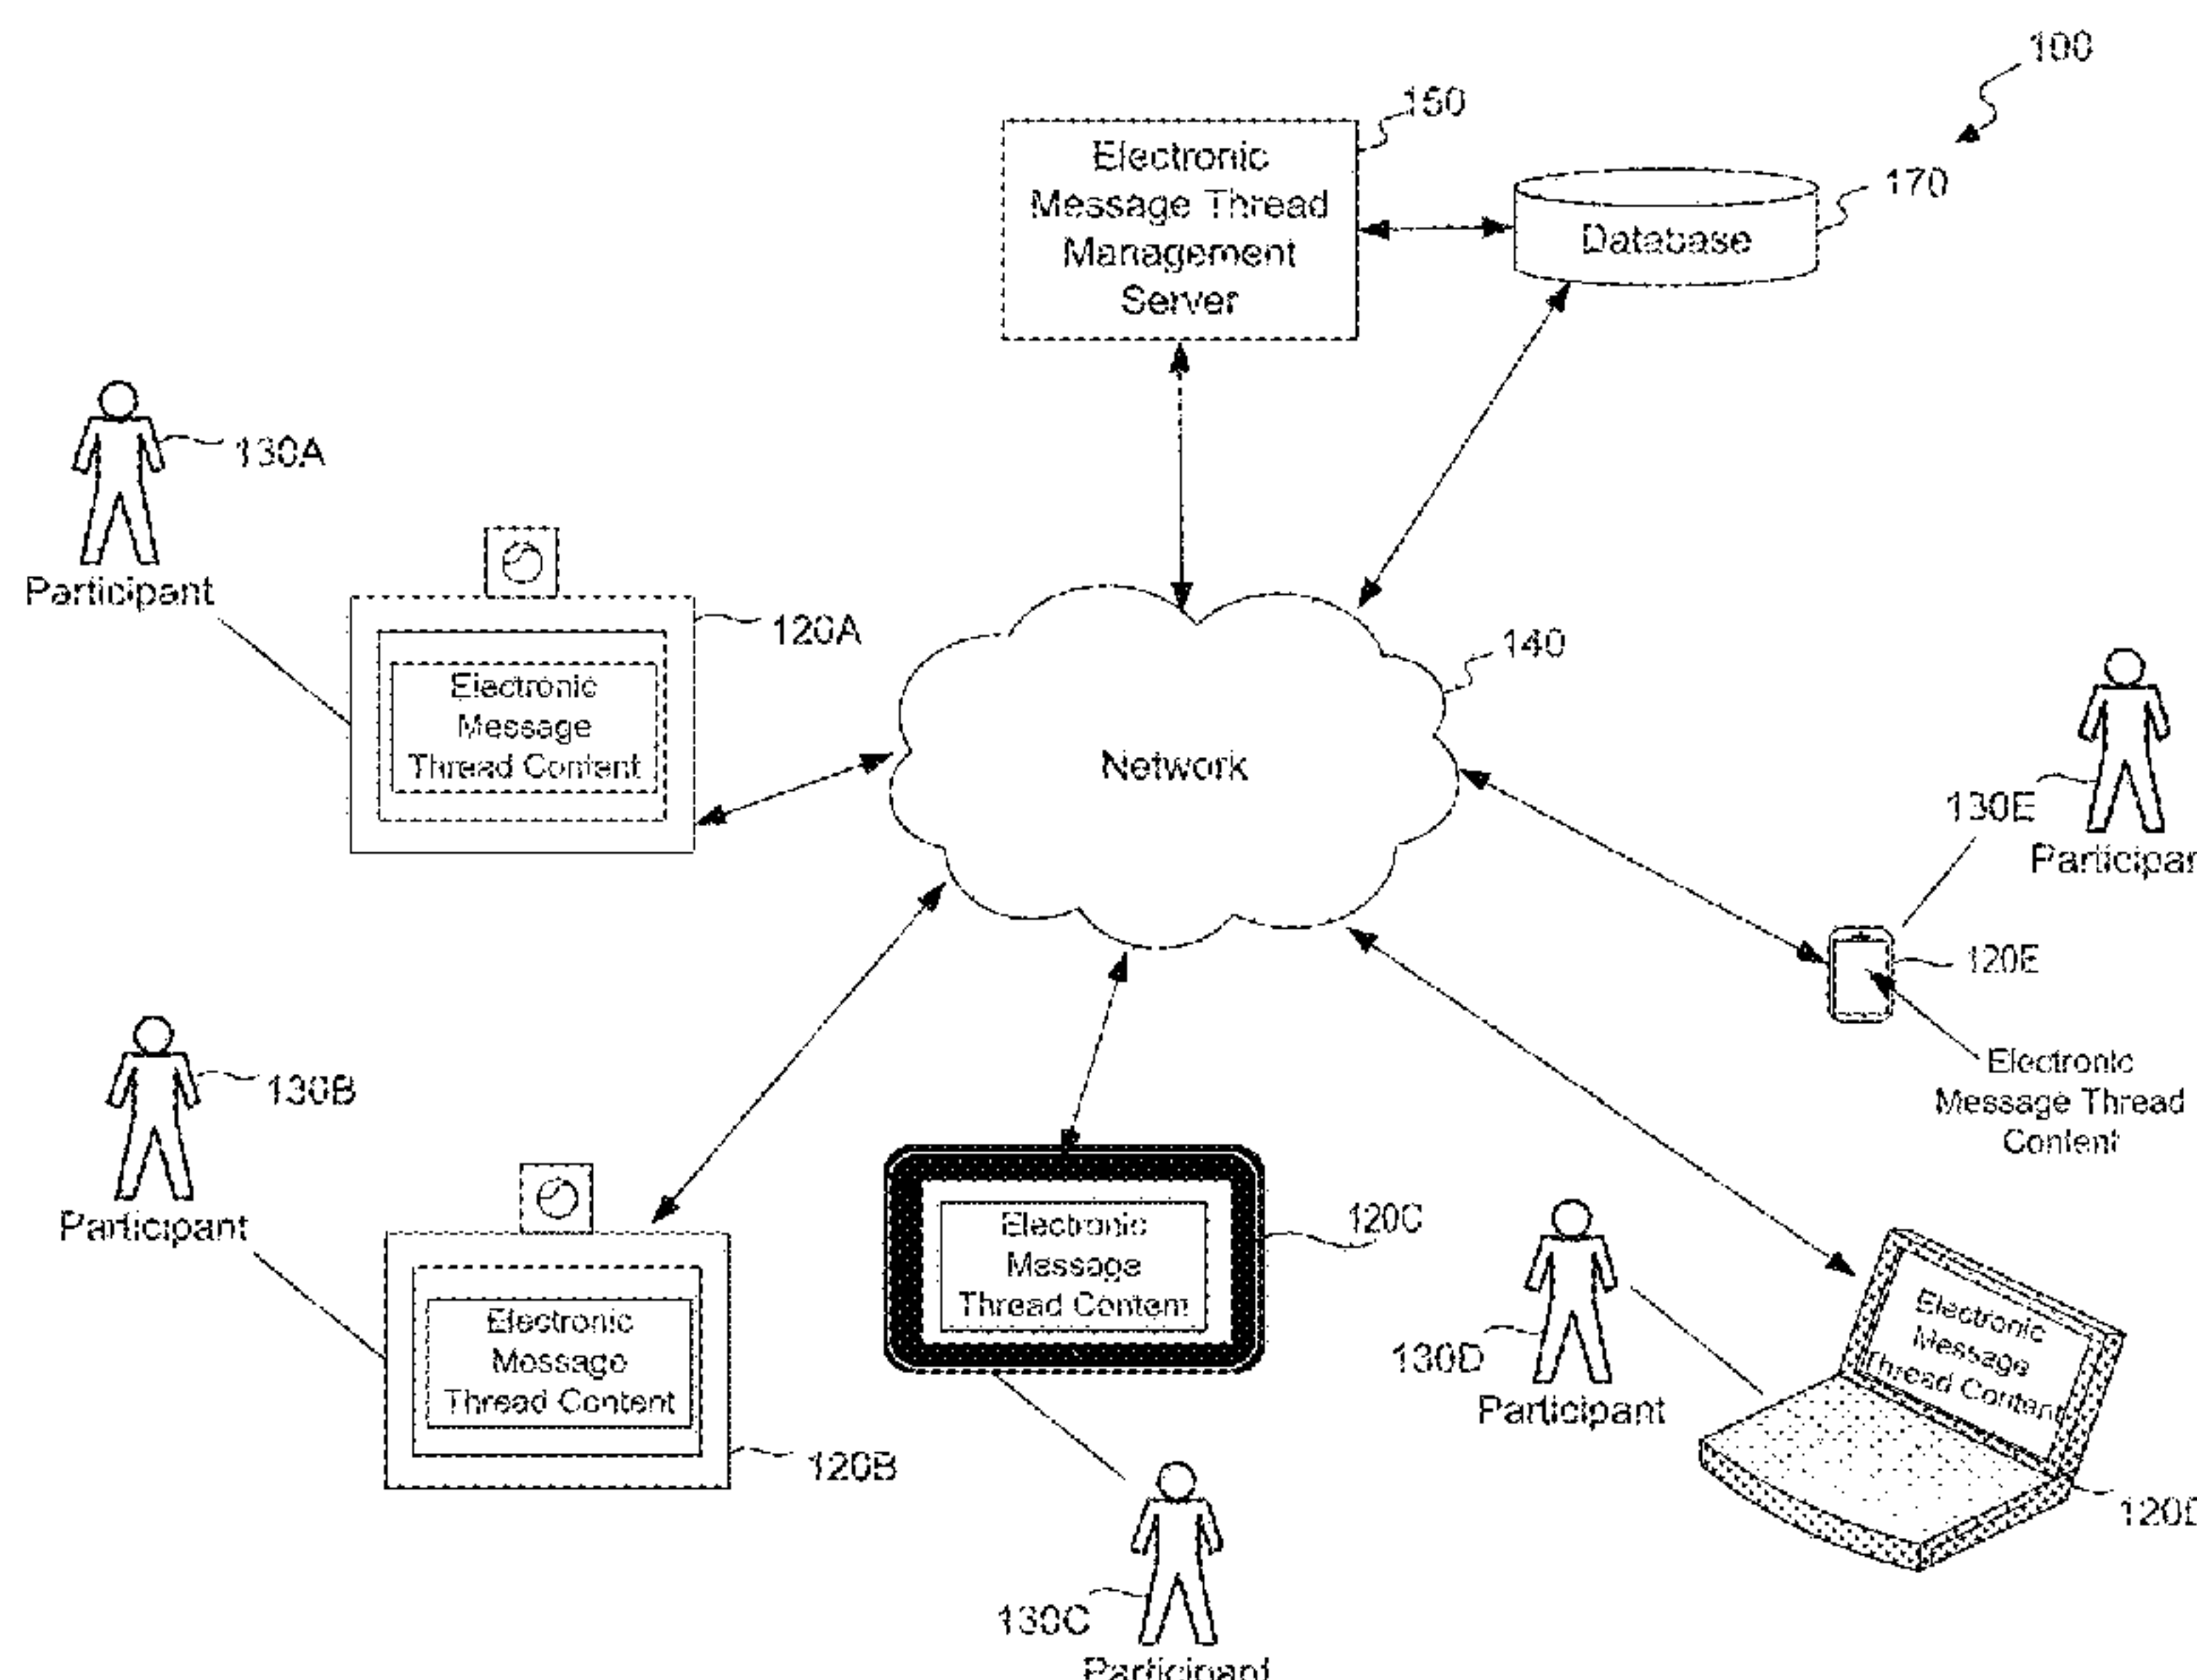 100
150
Electronic
Message Thread
Management
Server
170
Database
130A
Participant
120A
Electronic
Message
Thread Content
140
Network
130E
Participan
120E
Electronic
Message Thread
Content
130B
Participant
Electronic
Message
Thread Content
120B
Electronic
Message
Thread Content
120C
130C
Participant
130D
Participant
Electronic
Message
Thread Content
120D